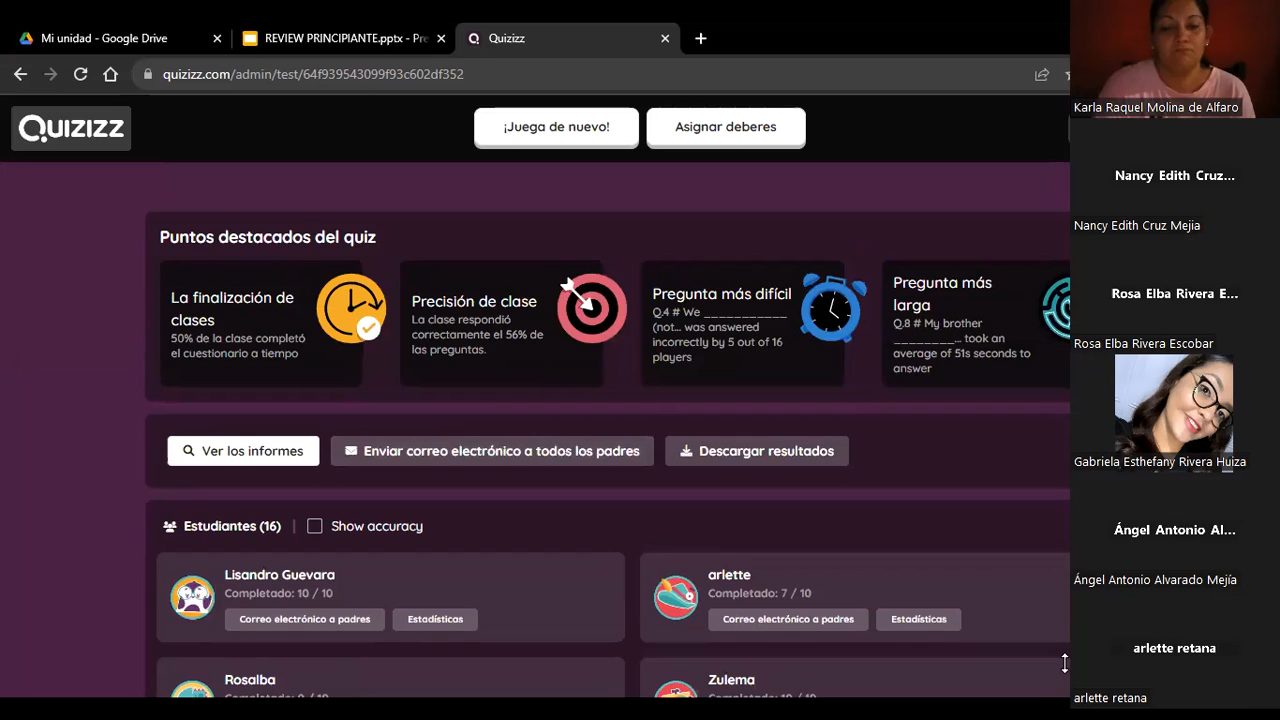 Mi unidad - Google Drive
REVIEW PRINCIPIANTE.pptx - Pre
Quizizz
quizizz.com/admin/test/64f939543099f93c602df352
QUIZIZZ
¡Juega de nuevo!
Asignar deberes
Puntos destacados del quiz
La finalización de
clases
50% de la clase completó
el cuestionario a tiempo
Precisión de clase
La clase respondió
correctamente el 56% de
las preguntas.
Pregunta más difícil
Q.4 # We ____________
(not... was answered
incorrectly by 5 out of 16
players
Pregunta más
larga
Q.8 # My brother
________... took an
average of 51s seconds to
answer
Ver los informes
Enviar correo electrónico a todos los padres
Descargar resultados
Estudiantes (16)
Show accuracy
Lisandro Guevara
Completado: 10 / 10
Correo electrónico a padres
Estadísticas
arlette
Completado: 7 / 10
Correo electrónico a padres
Estadísticas
Rosalba
Zulema
Karla Raquel Molina de Alfaro
Nancy Edith Cruz...
Nancy Edith Cruz Mejia
Rosa Elba Rivera E...
Rosa Elba Rivera Escobar
Gabriela Esthefany Rivera Huiza
Ángel Antonio Al...
Ángel Antonio Alvarado Mejía
arlette retana
arlette retana